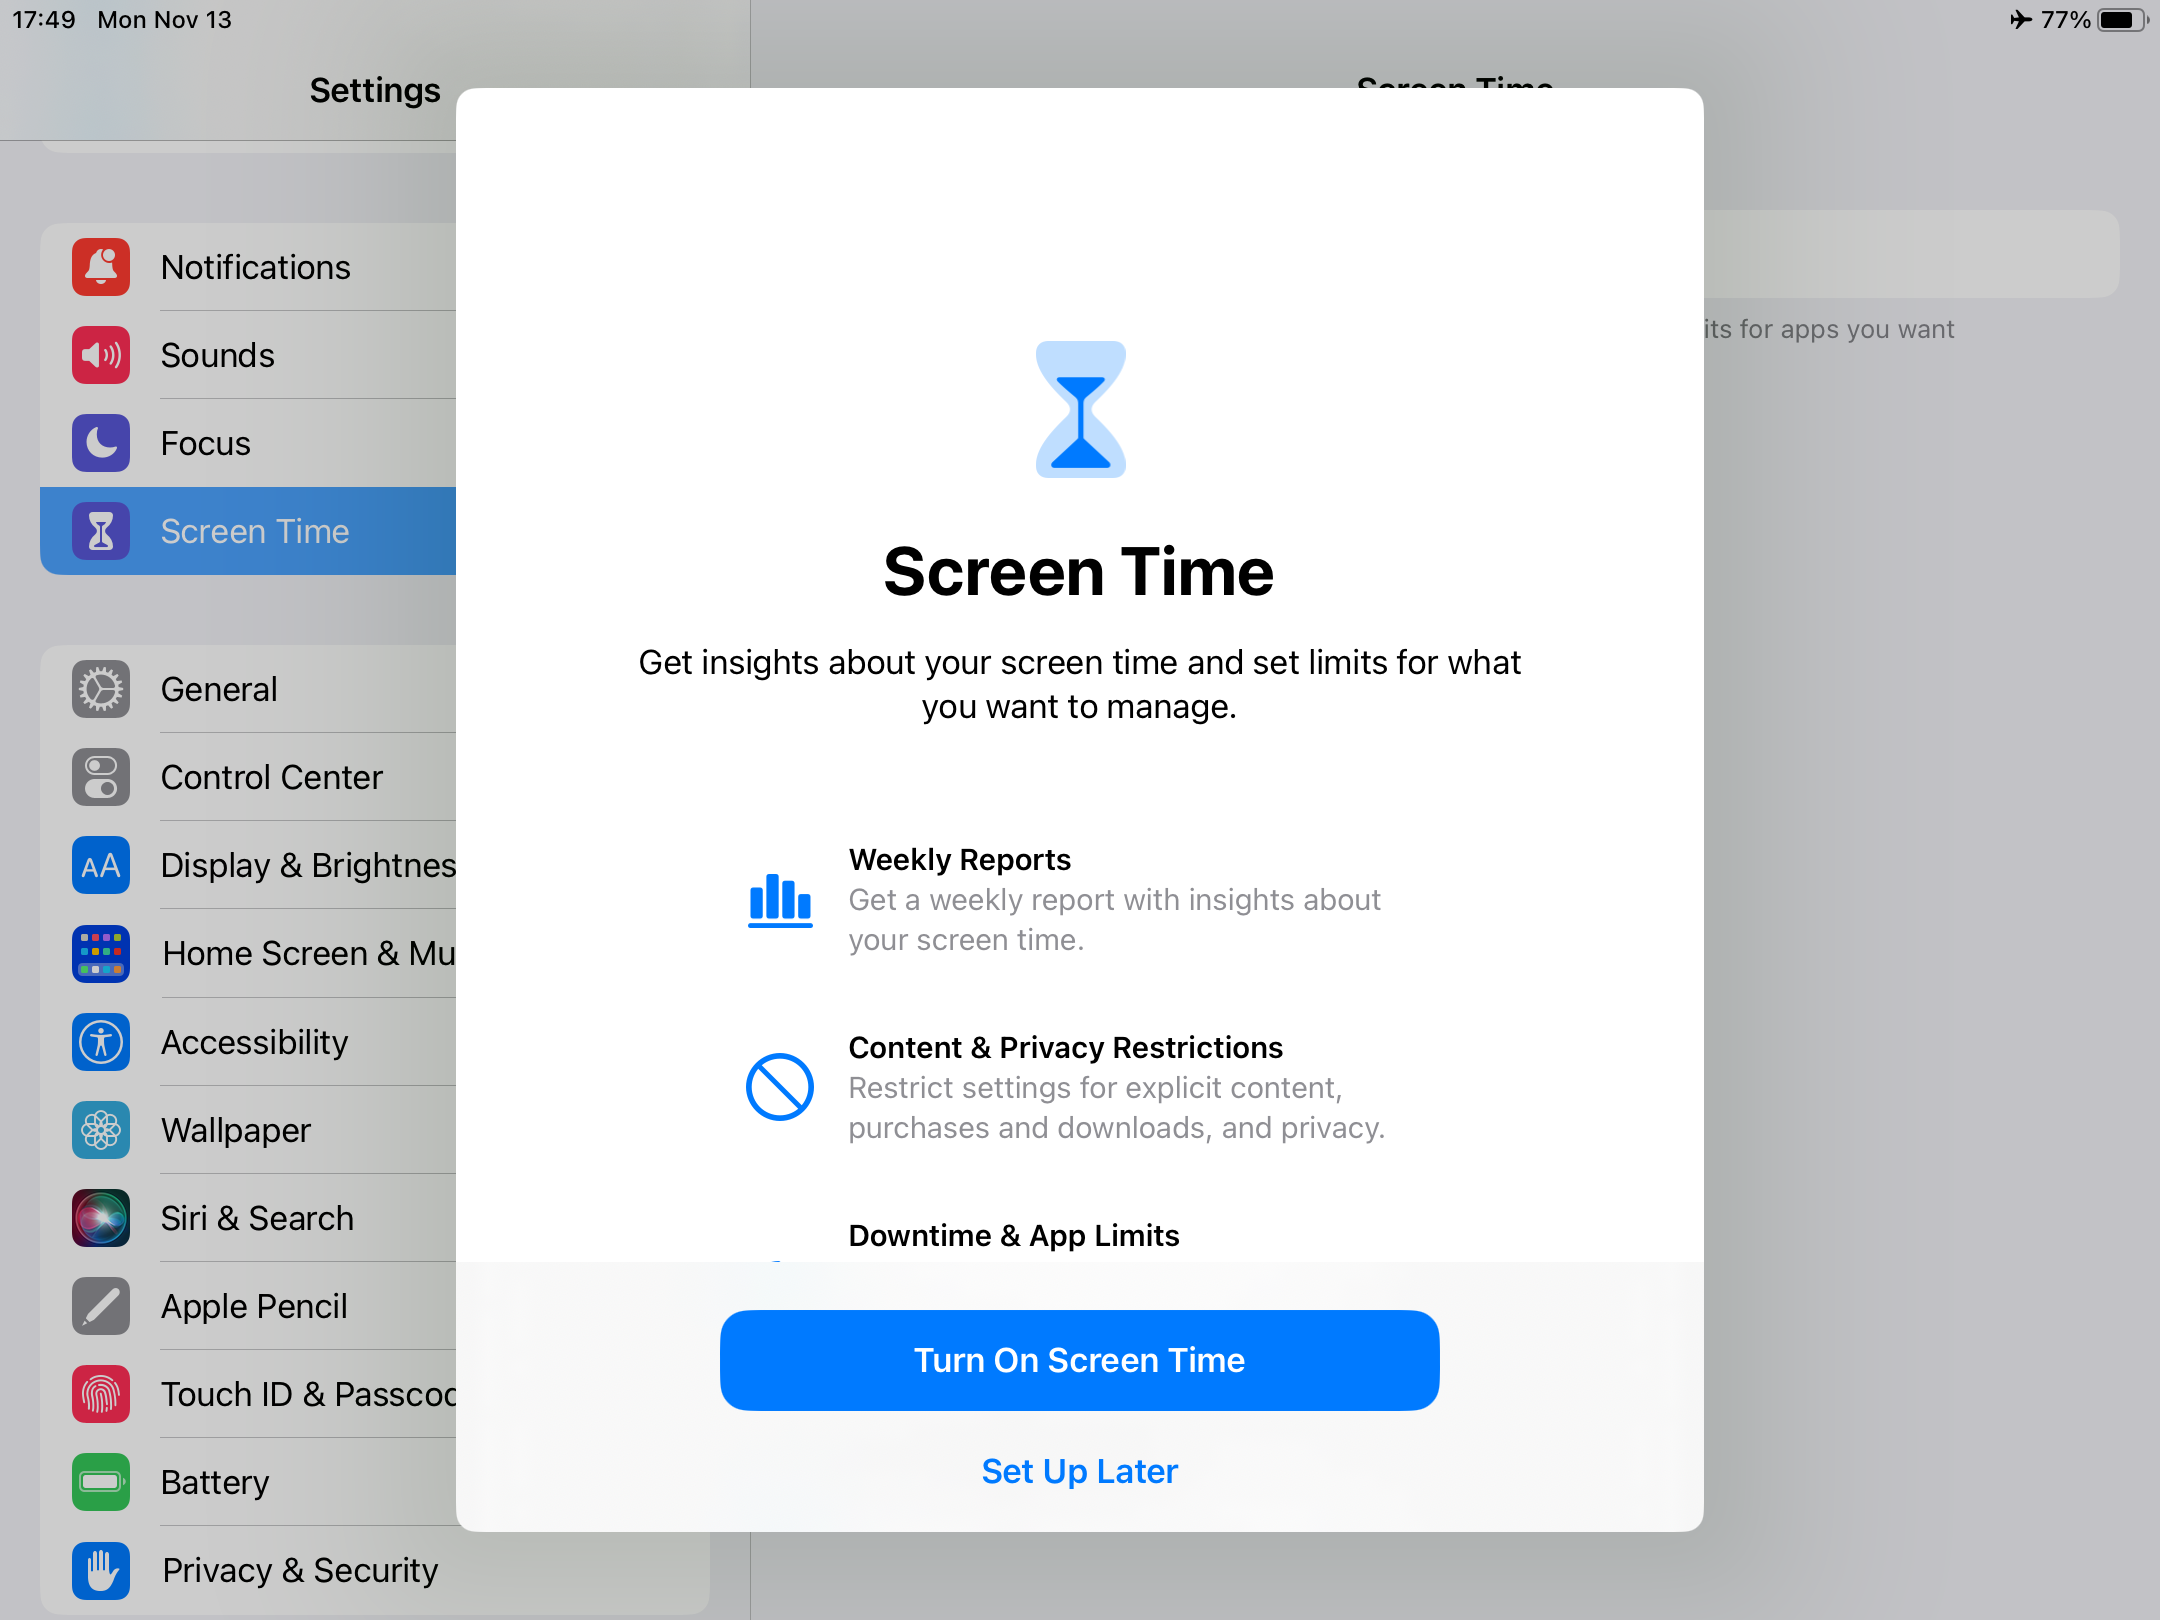 17:49 Mon Nov 13
77%
Settings
Screen Time
Notifications
Sounds
Focus
Screen Time
General
Control Center
Display & Brightnes
Home Screen & Mu
Accessibility
Wallpaper
Siri & Search
Apple Pencil
Touch ID & Passcod
Battery
Privacy & Security
its for apps you want
Screen Time
Get insights about your screen time and set limits for what
you want to manage.
Weekly Reports
Get a weekly report with insights about
your screen time.
Content & Privacy Restrictions
Restrict settings for explicit content,
purchases and downloads, and privacy.
Downtime & App Limits
Turn On Screen Time
Set Up Later